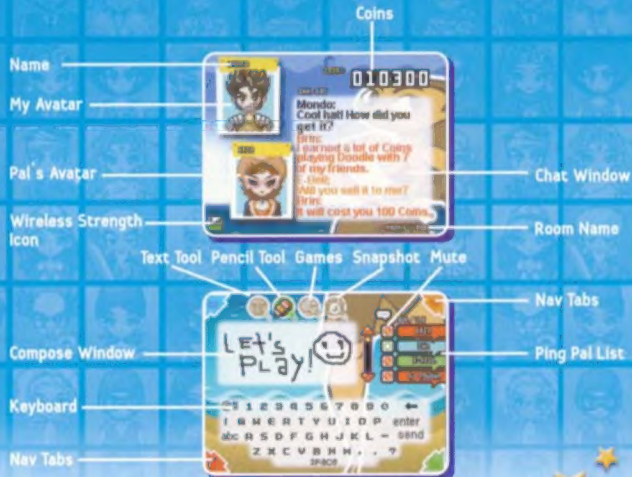 Coins
Name
010300
My Avatar
Mondo:
Cool hat! How did you
get it?
Brin:
I earned a lot of Coins
playing Doodle with 7
of my friends.
Pal's Avatar
Will you sell it to me?
Brin:
It will cost you 100 Coins.
Chat Window
Wireless Strength
Icon
Room Name
Text Tool Pencil Tool Games Snapshot Mute
Nav Tabs
LET'S
PLay!
Compose Window
Ping Pal List
Keyboard
1 2 3 4 5 6 7 8 9 0
Q W E R T Y U I O P enter
abc A S D F G H J K L - send
Z X C V B N M , . ?
SPACE
Nav Tabs